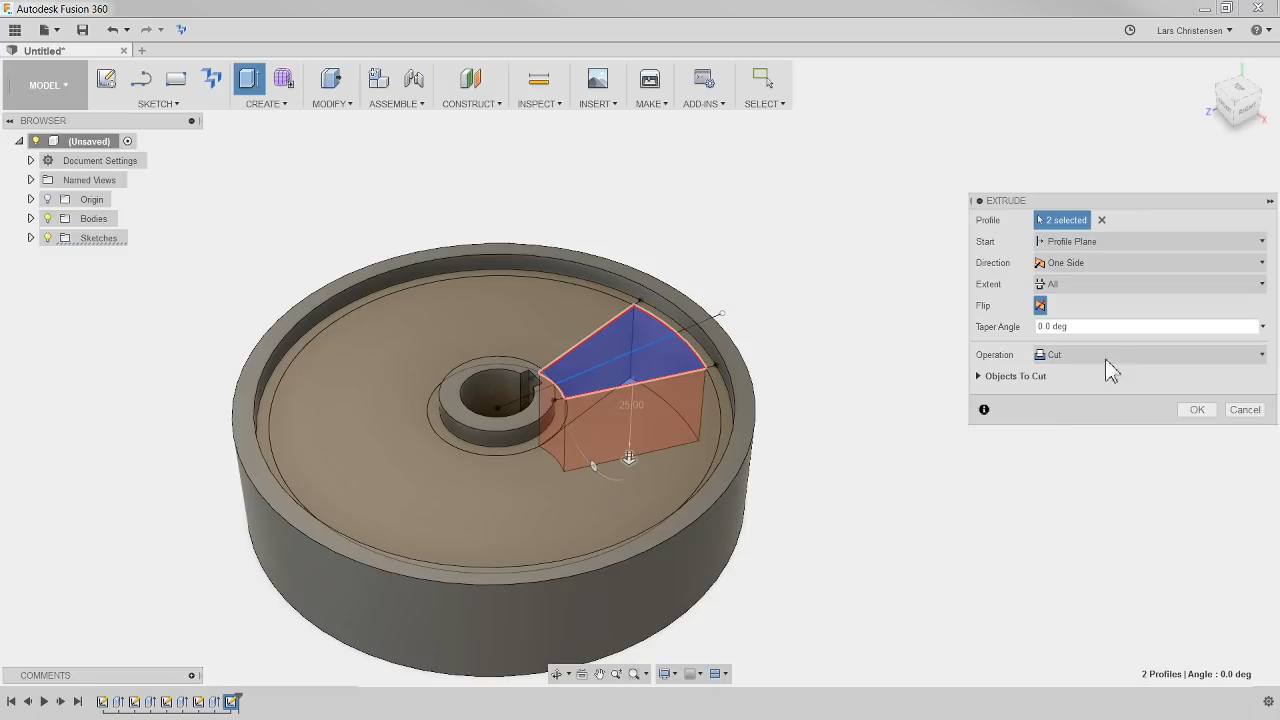 Autodesk Fusion 360
Lars Christensen
Untitled*
MODEL
SKETCH
CREATE
MODIFY
ASSEMBLE
CONSTRUCT
INSPECT
INSERT
MAKE
ADD-INS
SELECT
BROWSER
(Unsaved)
Document Settings
Named Views
Origin
Bodies
Sketches
Z
X
RIGHT
EXTRUDE
Profile
2 selected
Start
Profile Plane
Direction
One Side
Extent
All
Flip
Taper Angle
0.0 deg
Operation
Cut
Objects To Cut
OK
Cancel
25.00
COMMENTS
2 Profiles | Angle : 0.0 deg